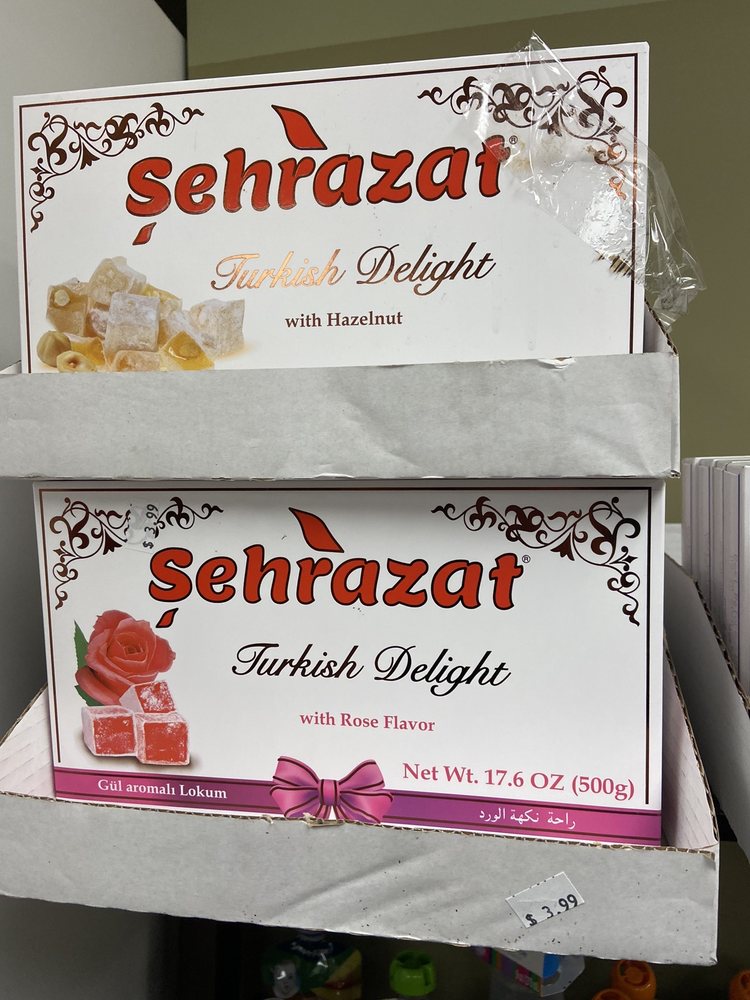 Şehrazat®
Turkish Delight
with Hazelnut
$ 3.99
Şehrazat®
Turkish Delight
with Rose Flavor
Net Wt. 17.6 OZ (500g)
Gül aromalı Lokum
راحة نكهة الورد
$ 3.99